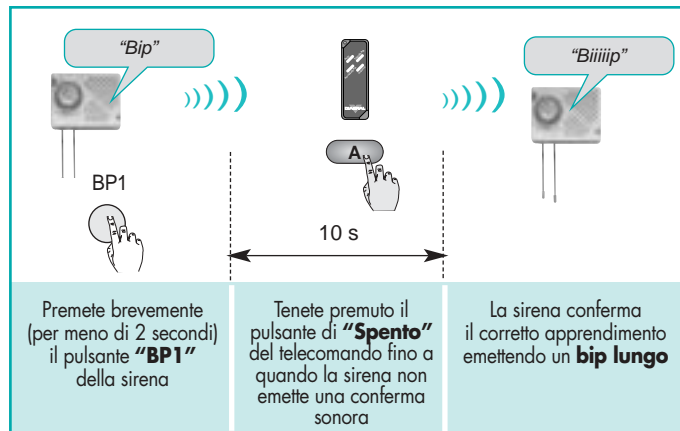 "Bip"
"Biiiiip"
A
BP1
10 s
Premete brevemente
(per meno di 2 secondi)
il pulsante "BP1"
della sirena
Tenete premuto il
pulsante di "Spento"
del telecomando fino a
quando la sirena non
emette una conferma
sonora
La sirena conferma
il corretto apprendimento
emettendo un bip lungo